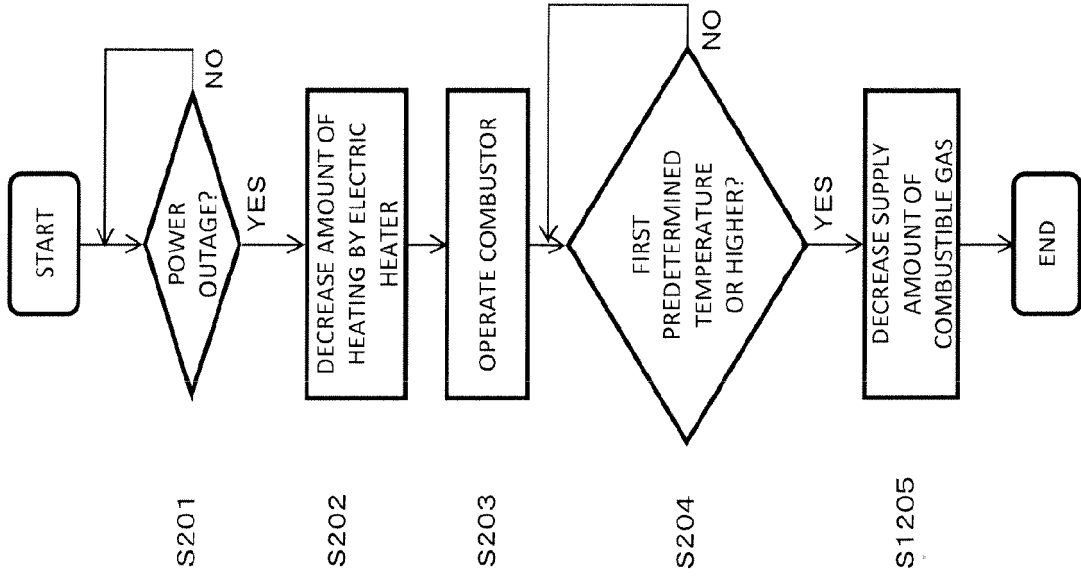 START
S201
POWER
OUTAGE?
NO
YES
S202
DECREASE AMOUNT OF
HEATING BY ELECTRIC
HEATER
S203
OPERATE COMBUSTOR
S204
FIRST
PREDETERMINED
TEMPERATURE
OR HIGHER?
NO
YES
S1205
DECREASE SUPPLY
AMOUNT OF
COMBUSTIBLE GAS
END